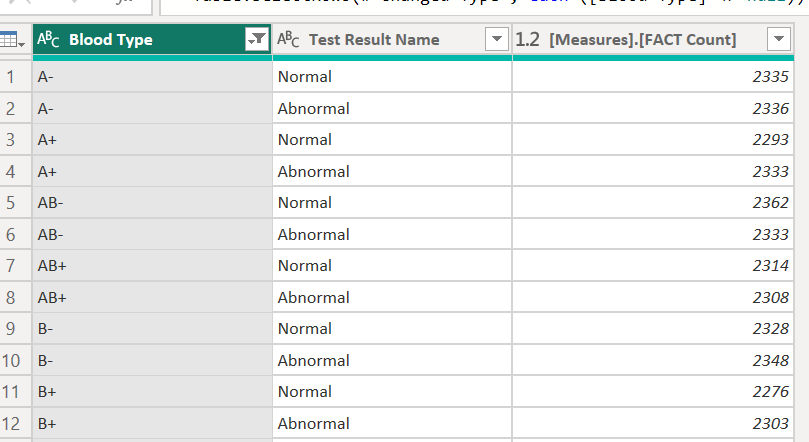 Blood Type Test Result Name 1.2 [Measures].[FACT Count]
1 A- Normal 2335
2 A- Abnormal 2336
3 A+ Normal 2293
4 A+ Abnormal 2333
5 AB- Normal 2362
6 AB- Abnormal 2333
7 AB+ Normal 2314
8 AB+ Abnormal 2308
9 B- Normal 2328
10 B- Abnormal 2348
11 B+ Normal 2276
12 B+ Abnormal 2303